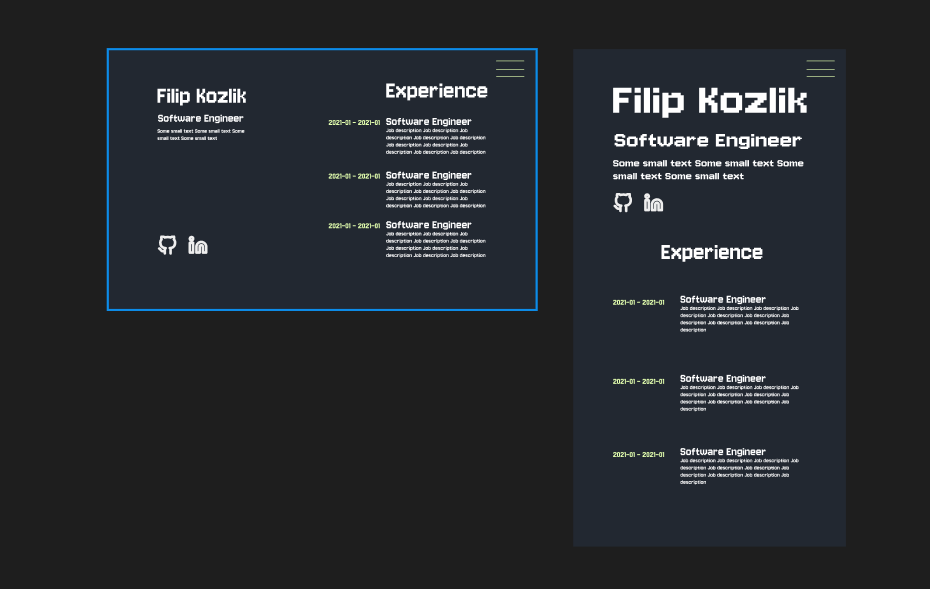 Filip Kozlik
Software Engineer
Some small text Some small text Some
small text Some small text
Experience
2021-01 - 2021-01
Software Engineer
Job description Job description Job
description Job description Job description
Job description Job description Job
description Job description Job description
2021-01 - 2021-01
Software Engineer
Job description Job description Job
description Job description Job description
Job description Job description Job
description Job description Job description
2021-01 - 2021-01
Software Engineer
Job description Job description Job
description Job description Job description
Job description Job description Job
description Job description Job description
Filip Kozlik
Software Engineer
Some small text Some small text Some
small text Some small text
Experience
2021-01 - 2021-01
Software Engineer
Job description Job description Job description Job
description Job description Job description Job
description Job description Job description Job
description
2021-01 - 2021-01
Software Engineer
Job description Job description Job description Job
description Job description Job description Job
description Job description Job description Job
description
2021-01 - 2021-01
Software Engineer
Job description Job description Job description Job
description Job description Job description Job
description Job description Job description Job
description